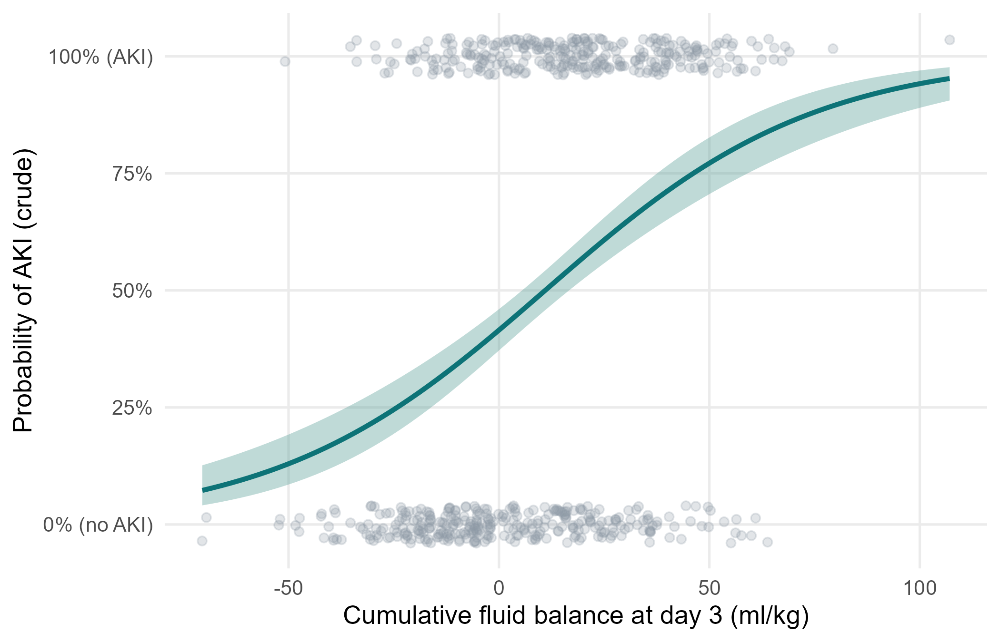 Probability of AKI (crude)
100% (AKI)
75%
50%
25%
0% (no AKI)
-50
0
50
100
Cumulative fluid balance at day 3 (ml/kg)